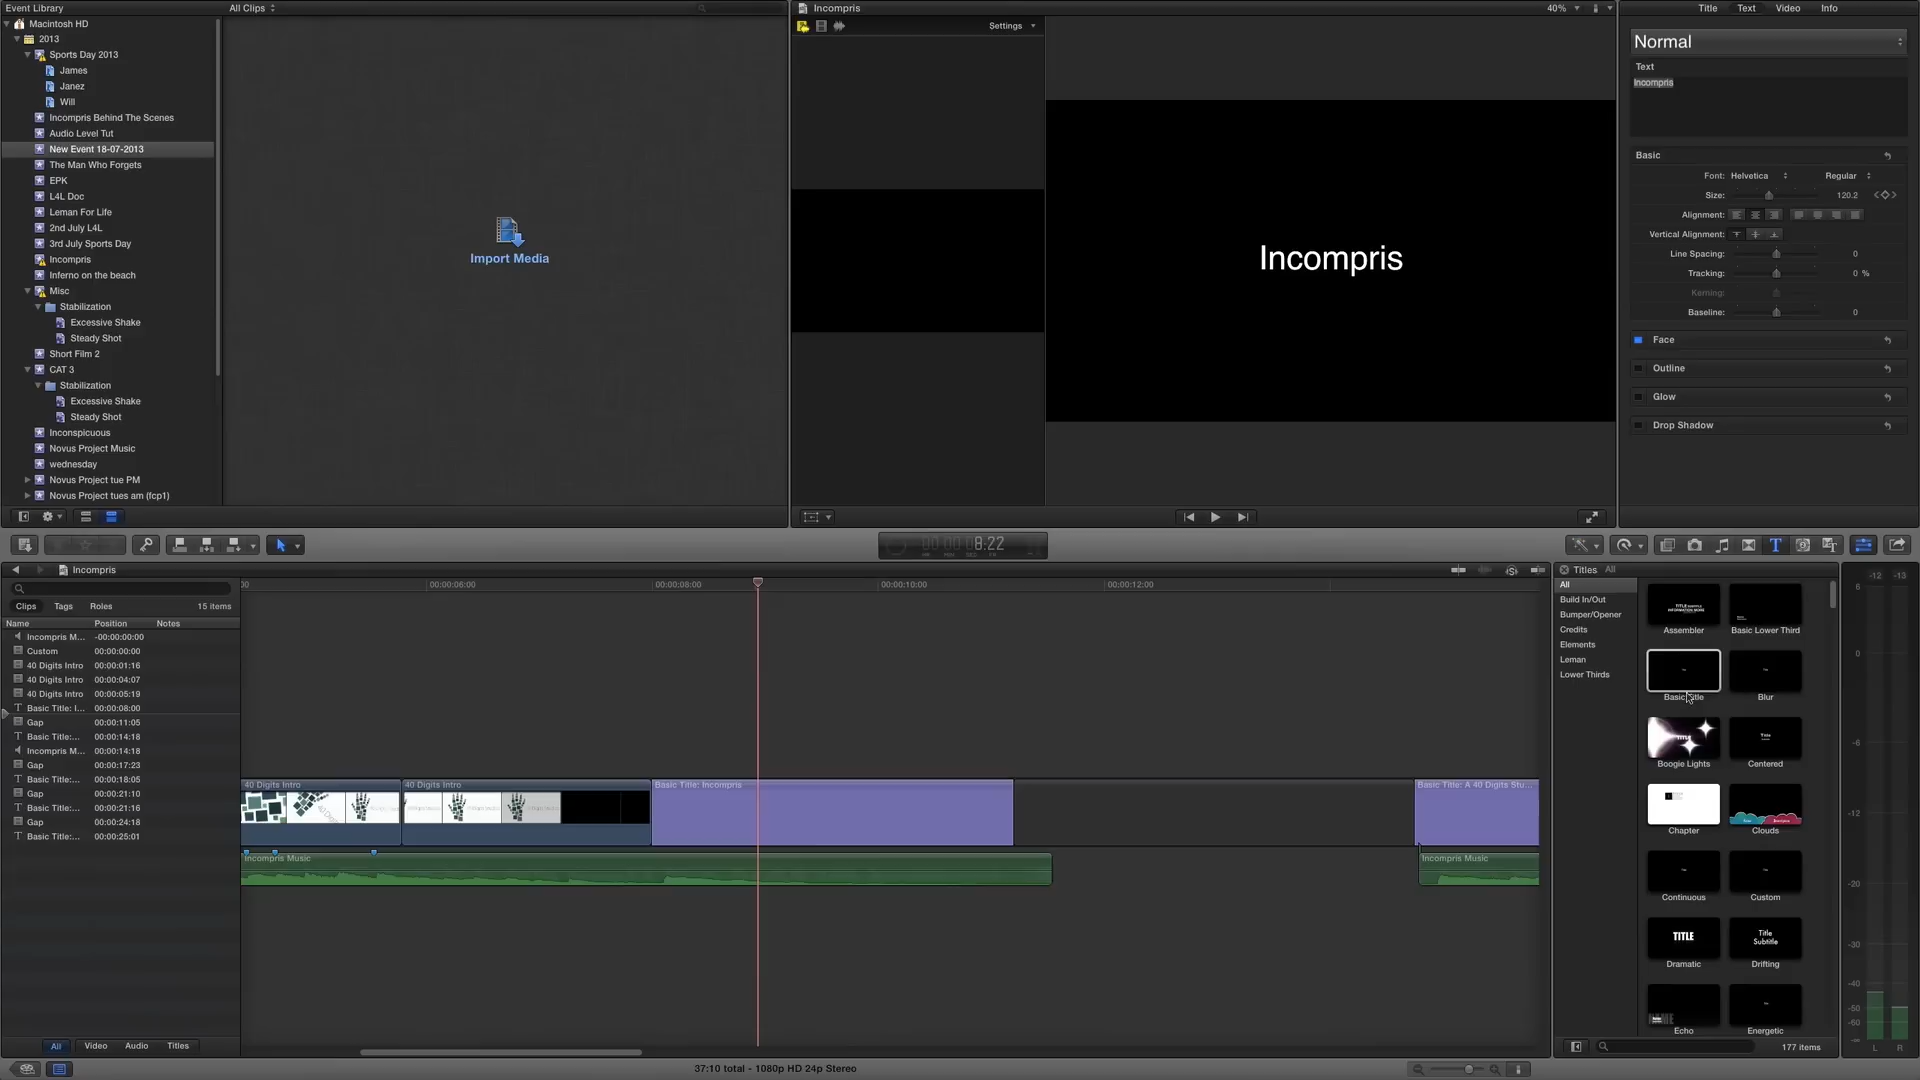 Event Library
All Clips
Macintosh HD
2013
Sports Day 2013
James
Janez
Will
Incompris Behind The Scenes
Audio Level Tut
New Event 18-07-2013
The Man Who Forgets
EPK
L4L Doc
Leman For Life
2nd July L4L
3rd July Sports Day
Incompris
Inferno on the beach
Misc
Stabilization
Excessive Shake
Steady Shot
Short Film 2
CAT 3
Stabilization
Excessive Shake
Steady Shot
Inconspicuous
Novus Project Music
wednesday
Novus Project tue PM
Novus Project tues am (fcp1)
Import Media
Incompris
40%
Settings
Incompris
Title Text Video Info
Normal
Text
Incompris
Basic
Font: Helvetica Regular
Size: 120.2
Alignment:
Vertical Alignment:
Line Spacing: 0
Tracking: 0 %
Kerning:
Baseline: 0
Face
Outline
Glow
Drop Shadow
8:22
Incompris
Clips Tags Roles 15 items
Name Position Notes
Incompris M... -00:00:00:00
Custom 00:00:00:00
40 Digits Intro 00:00:01:16
40 Digits Intro 00:00:04:07
40 Digits Intro 00:00:05:19
Basic Title: I... 00:00:08:00
Gap 00:00:11:05
Basic Title:... 00:00:14:18
Incompris M... 00:00:14:18
Gap 00:00:17:23
Basic Title:... 00:00:18:05
Gap 00:00:21:10
Basic Title:... 00:00:21:16
Gap 00:00:24:18
Basic Title:... 00:00:25:01
All Video Audio Titles
00:00:06:00 00:00:08:00 00:00:10:00 00:00:12:00
40 Digits Intro
40 Digits Intro
Basic Title: Incompris
Basic Title: A 40 Digits Stu...
Incompris Music
Incompris Music
Titles All
All
Build In/Out
Bumper/Opener
Credits
Elements
Leman
Lower Thirds
Assembler
Basic Lower Third
Basic Title
Blur
Boogie Lights
Title
Centered
Chapter
Clouds
Continuous
Custom
TITLE
Dramatic
Title
Subtitle
Drifting
Echo
Energetic
177 items
-12 -13
6
0
-6
-12
-20
-30
-40
-50
-60
-∞
L R
37:10 total - 1080p HD 24p Stereo